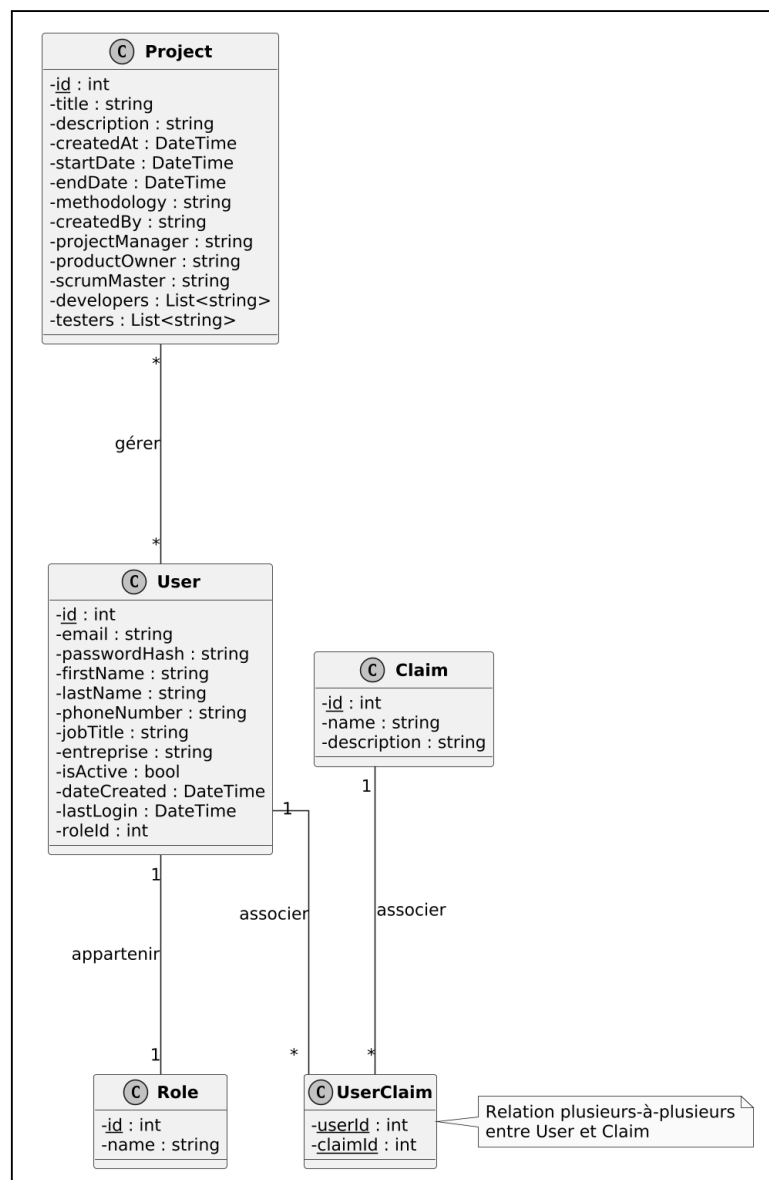 C Project
-id : int
-title : string
-description : string
-createdAt : DateTime
-startDate : DateTime
-endDate : DateTime
-methodology : string
-createdBy : string
-projectManager : string
-productOwner : string
-scrumMaster : string
-developers : List<string>
-testers : List<string>
*
gérer
*
C User
-id : int
-email : string
-passwordHash : string
-firstName : string
-lastName : string
-phoneNumber : string
-jobTitle : string
-entreprise : string
-isActive : bool
-dateCreated : DateTime
-lastLogin : DateTime
-roleId : int
C Claim
-id : int
-name : string
-description : string
1
1
1
associer
associer
appartenir
1
*
*
C Role
-id : int
-name : string
C UserClaim
-userId : int
-claimId : int
Relation plusieurs-à-plusieurs
entre User et Claim